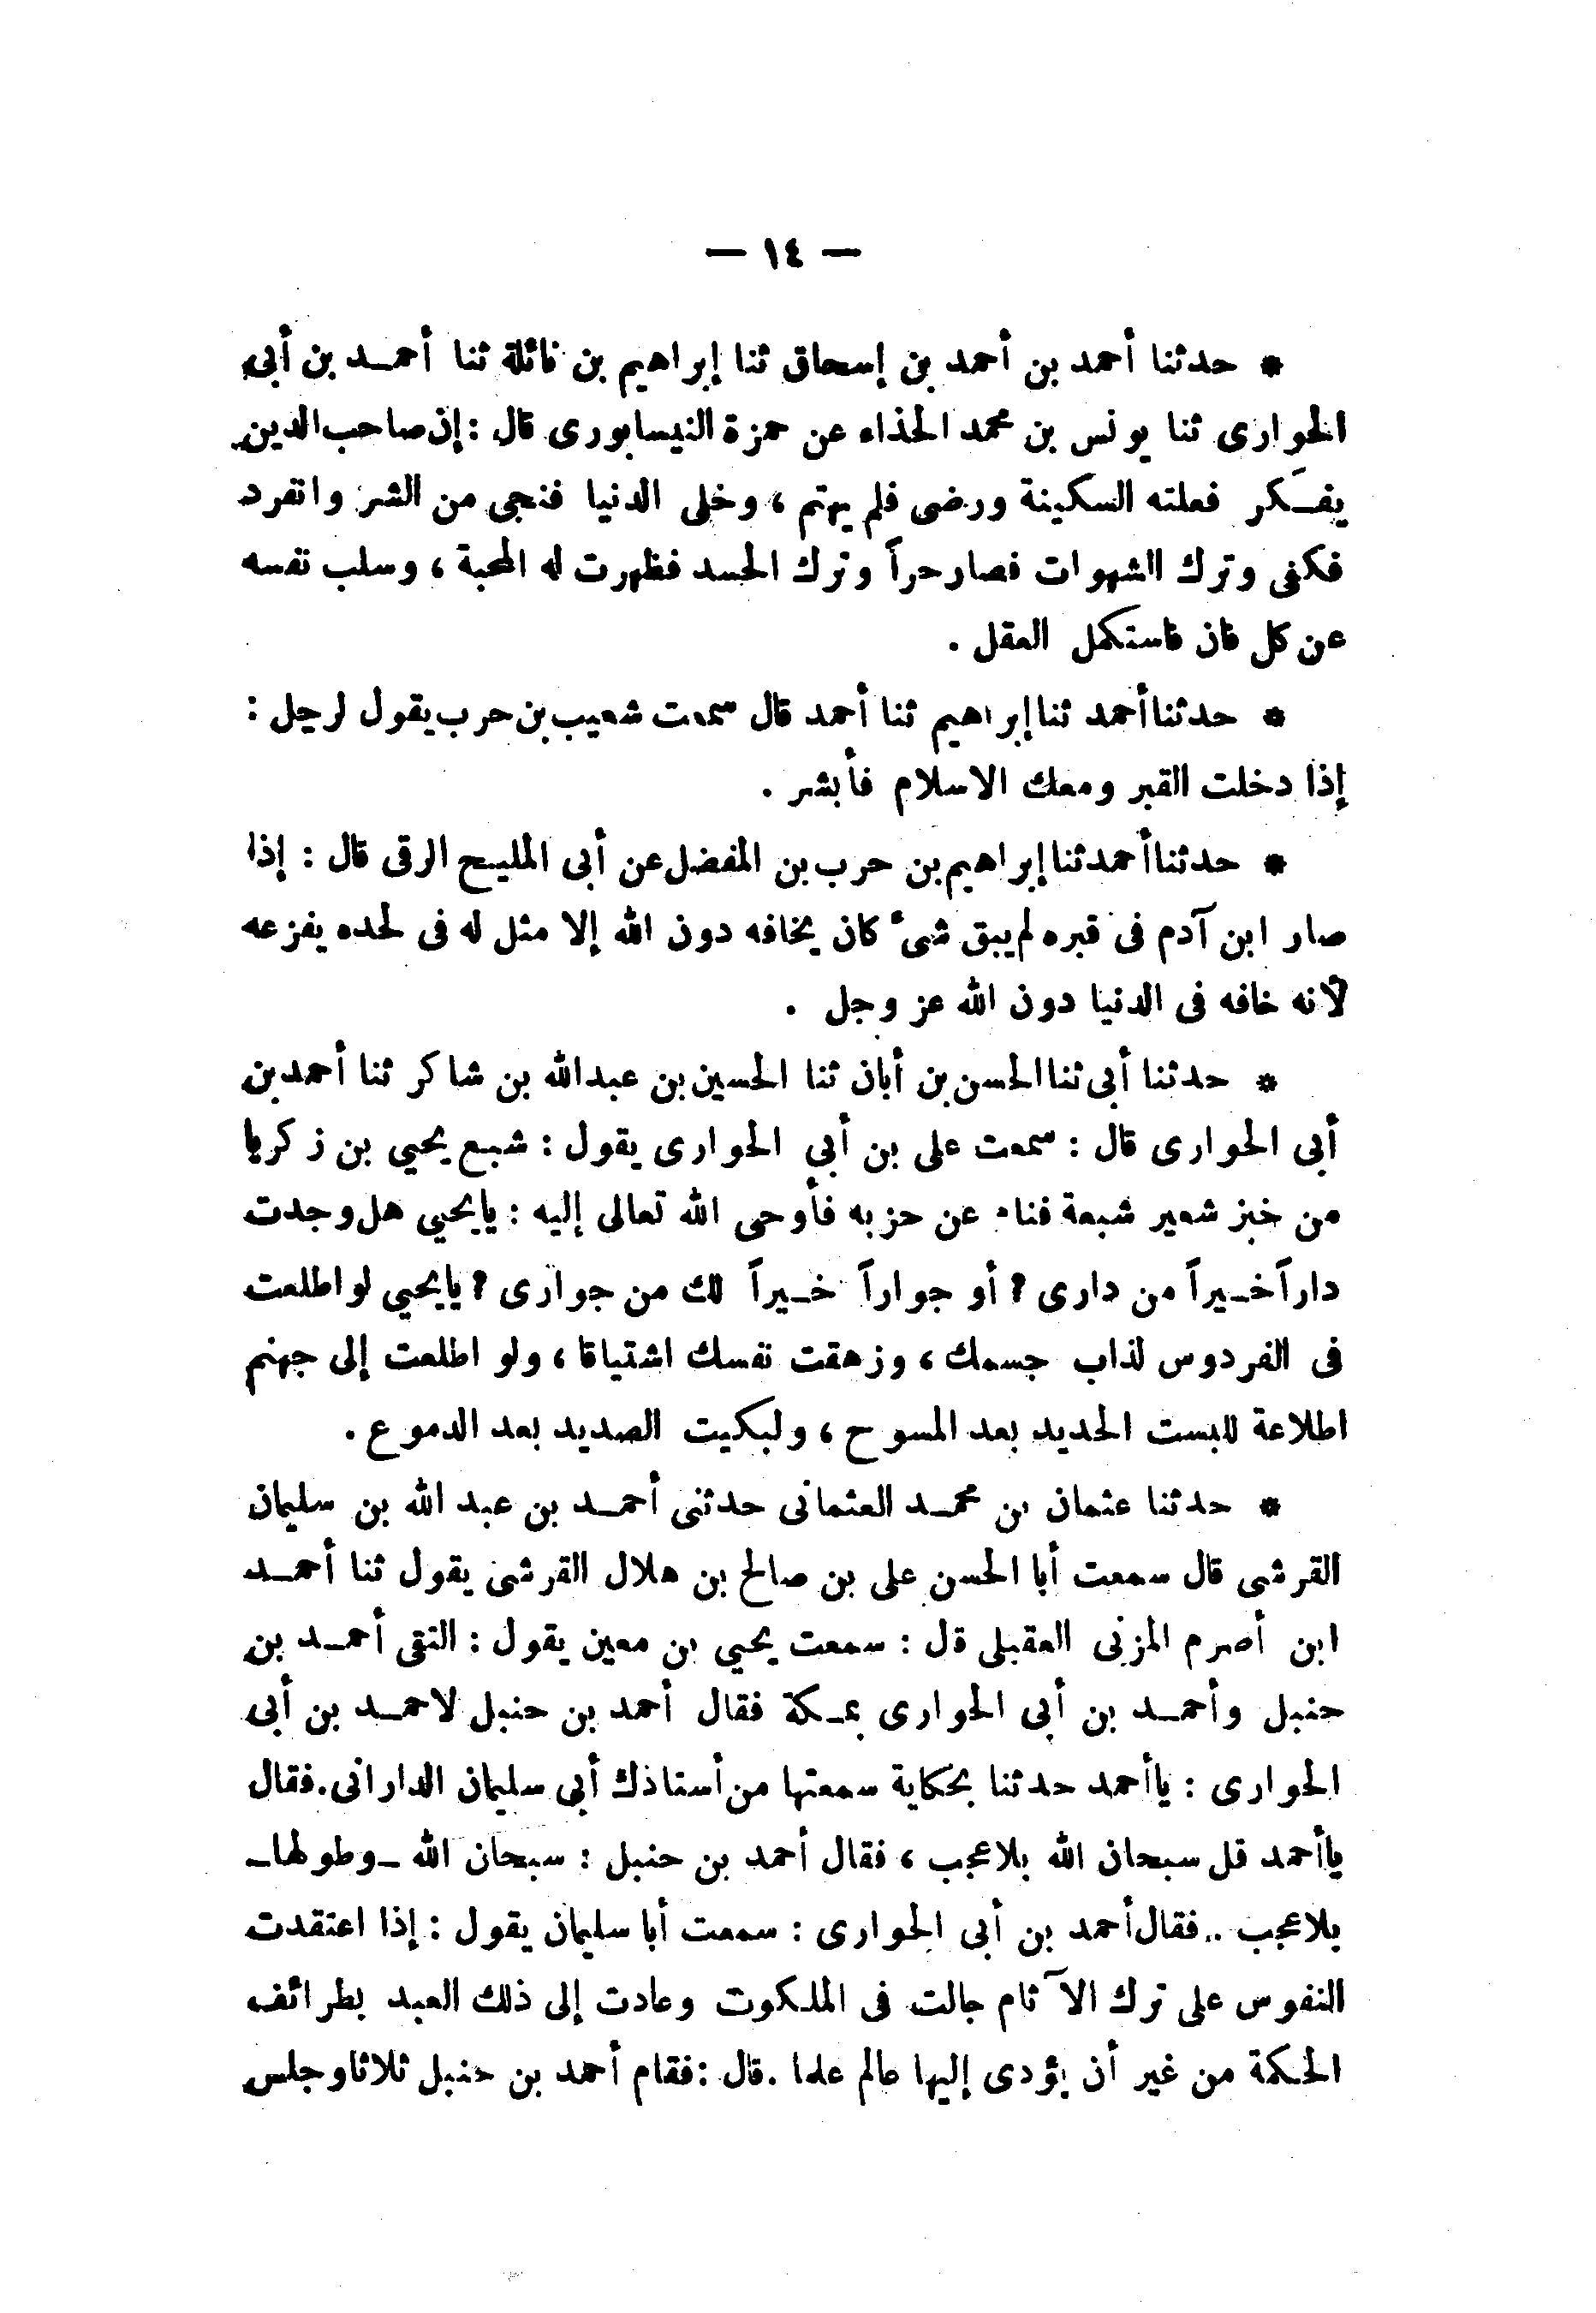 — ١٤ —
* حدثنا أحمد بن أحمد بن إسحاق ثنا إبراهيم بن نائلة ثنا أحمد بن أبى
الحوارى ثنا يونس بن محمد الحذاء عن حمزة النيسابورى قال : إن صاحب الدين
يفكر فعلته السكينة ورضى فلم يهتم ، وخلى الدنيا فنجى من الشر وانفرد
فكفى وترك الشهوات فصار حراً وترك الحسد فظهرت له المحبة ، وسلب نفسه
عن كل فان فاستكمل العقل .
* حدثنا أحمد ثنا إبراهيم ثنا أحمد قال سمعت شعيب بن حرب يقول لرجل :
إذا دخلت القبر ومعك الاسلام فأبشر .
* حدثنا أحمد ثنا إبراهيم بن حرب بن المفضل عن أبى المليح الرقى قال : إذا
صار ابن آدم فى قبره لم يبق شىء كان يخافه دون الله إلا مثل له فى لحده يفزعه
لأنه خافه فى الدنيا دون الله عز وجل .
* حدثنا أبى ثنا الحسن بن أبان ثنا الحسين بن عبدالله بن شاكر ثنا أحمد بن
أبى الحوارى قال : سمعت على بن أبي الحوارى يقول : شبع يحيي بن زكريا
من خبز شعير شبعة فنام عن حزبه فأوحى الله تعالى إليه : يايحيي هل وجدت
داراً خيراً من دارى ؟ أو جواراً خيراً لك من جوارى ؟ يايحيي لو اطلعت
فى الفردوس لذاب جسمك ، وزهقت نفسك اشتياقا ، ولو اطلعت إلى جهنم
اطلاعة للبست الحديد بعد المسوح ، ولبكيت الصديد بعد الدموع .
* حدثنا عثمان بن محمد العثمانى حدثنى أحمد بن عبد الله بن سليمان
القرشى قال سمعت أبا الحسن على بن صالح بن هلال القرشى يقول ثنا أحمد
ابن أصرم المزنى العقبلى قال : سمعت يحيي بن معين يقول : التقى أحمد بن
حنبل وأحمد بن أبي الحوارى بمكة فقال أحمد بن حنبل لاحمد بن أبى
الحوارى : ياأحمد حدثنا بحكاية سمعتها من أستاذك أبي سليمان الدارانى . فقال
ياأحمد قل سبحان الله بلاعجب ، فقال أحمد بن حنبل : سبحان الله - وطولها -
بلاعجب .. فقال أحمد بن أبى الحوارى : سمعت أبا سليمان يقول : إذا اعتقدت
النفوس على ترك الآثام جالت فى الملكوت وعادت إلى ذلك العبد بطرائف
الحكمة من غير أن يؤدى إليها عالم علما . قال : فقام أحمد بن حنبل ثلاثا وجلس